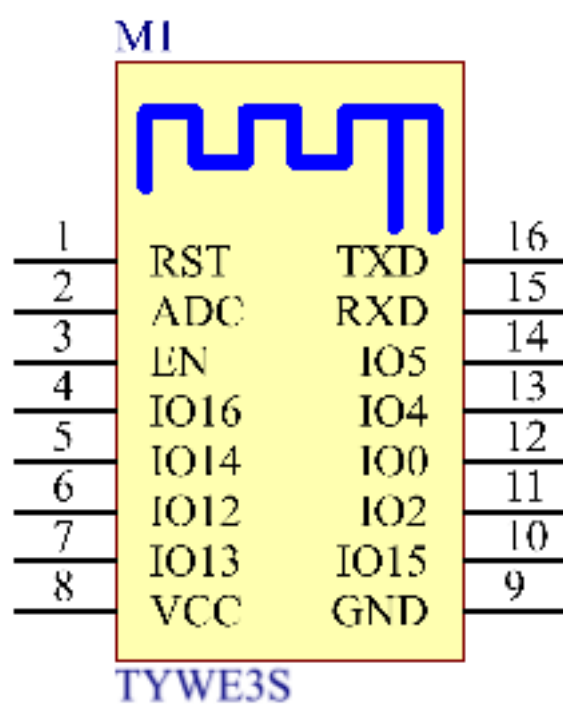 M1
1 RST TXD 16
2 ADC RXD 15
3 EN IO5 14
4 IO16 IO4 13
5 IO14 IO0 12
6 IO12 IO2 11
7 IO13 IO15 10
8 VCC GND 9
TYWE3S